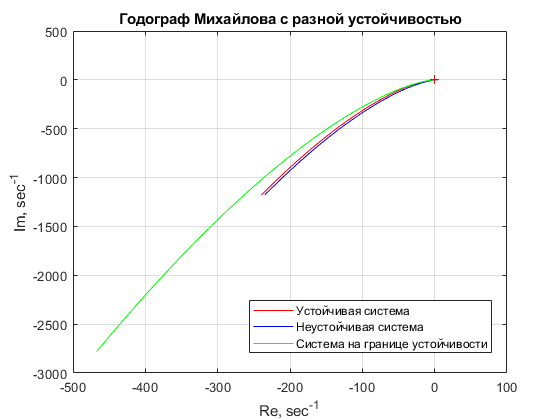 Годограф Михайлова с разной устойчивостью
500
0
-500
-1000
-1500
-2000
-2500
-3000
Im, sec⁻¹
Устойчивая система
Неустойчивая система
Система на границе устойчивости
-500 -400 -300 -200 -100 0 100
Re, sec⁻¹